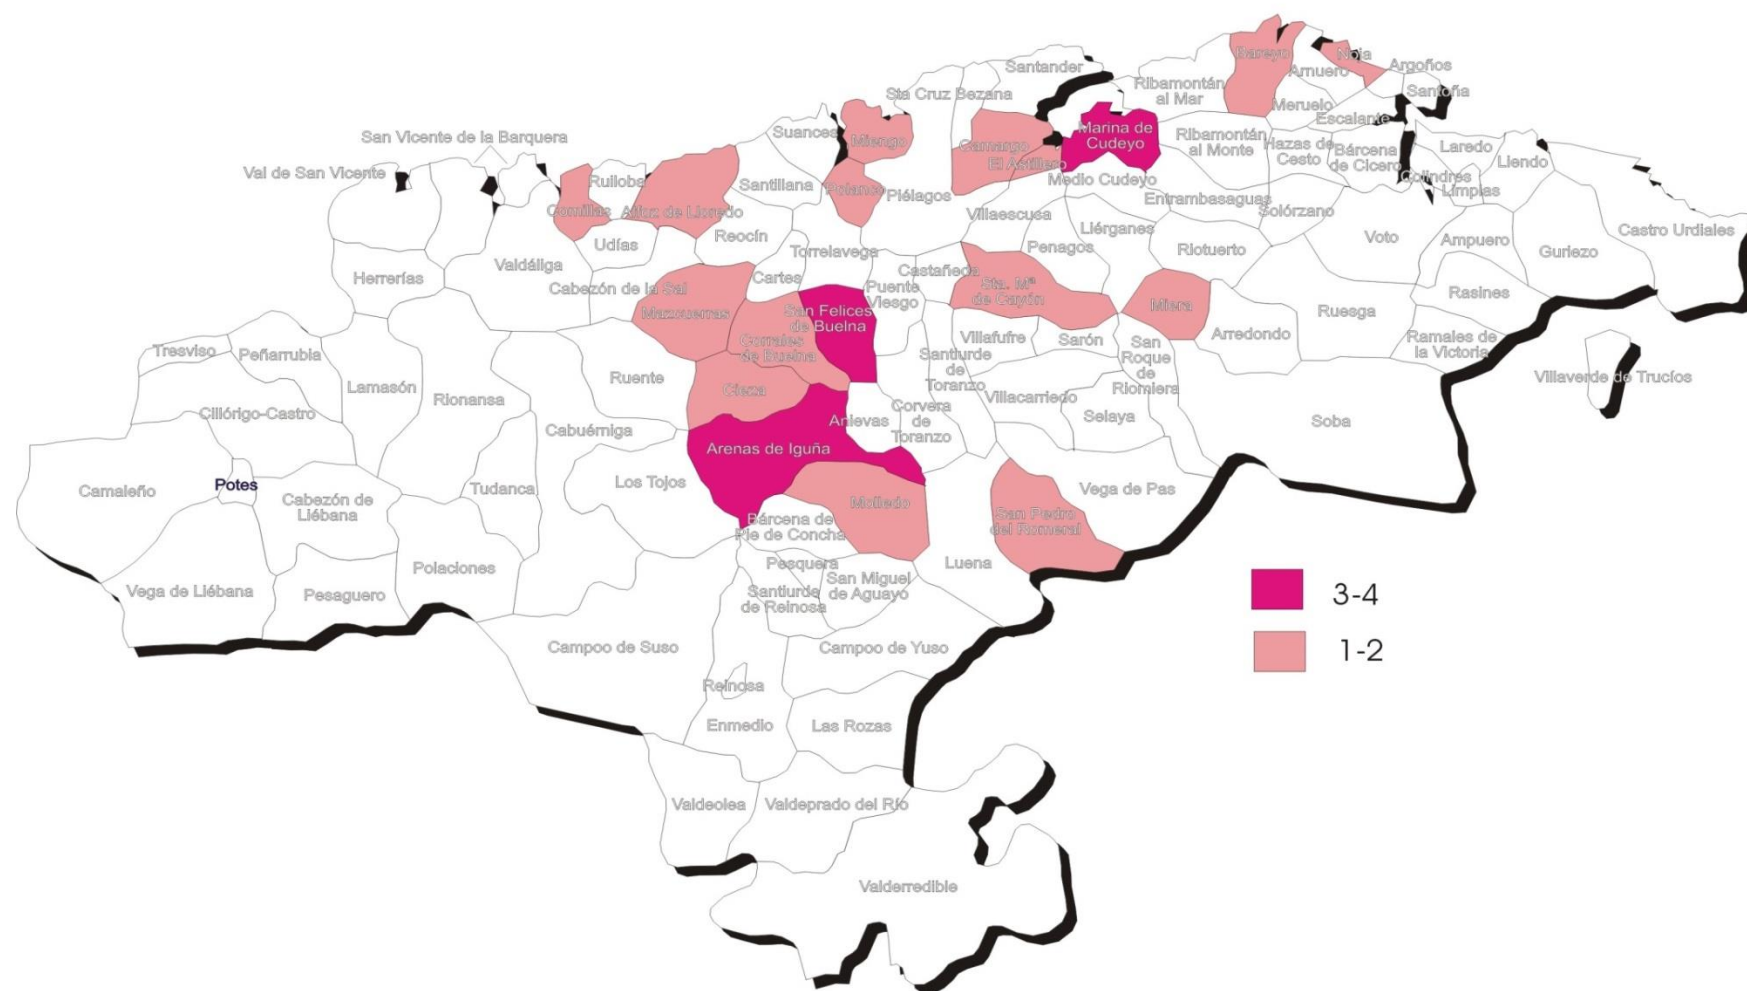 Santander
Sta Cruz Bezana
Ribamontán
al Mar
Bareyo
Noja
Arnuero
Argoños
Santoña
Meruelo
Escalante
San Vicente de la Barquera
Suances
Miengo
Camargo
El Astillero
Marina de
Cudeyo
Ribamontán
al Monte
Hazas de
Cesto
Bárcena
de Cicero
Laredo
Liendo
Colindres
Limpias
Val de San Vicente
Ruiloba
Comillas
Alfoz de Lloredo
Santillana
Polanco
Piélagos
Medio Cudeyo
Entrambasaguas
Solórzano
Villaescusa
Voto
Ampuero
Guriezo
Castro Urdiales
Udías
Reocín
Torrelavega
Penagos
Liérganes
Riotuerto
Herrerías
Valdáliga
Cabezón de la Sal
Cartes
Castañeda
Puente
Viesgo
Sta. Mª
de Cayón
Miera
Rasines
Mazcuerras
San Felices
de Buelna
Corrales
de Buelna
Arredondo
Ruesga
Ramales de
la Victoria
Tresviso
Peñarrubia
Villafufre
Sarón
San
Roque
de
Riomiera
Santiurde
de
Toranzo
Lamasón
Rionansa
Ruente
Cieza
Villaverde de Trucíos
Cillórigo-Castro
Villacarriedo
Selaya
Anievas
Corvera
de
Toranzo
Soba
Cabuérniga
Arenas de Iguña
Camaleño
Potes
Cabezón de
Liébana
Tudanca
Los Tojos
Molledo
Vega de Pas
San Pedro
del Romeral
Bárcena de
Pie de Concha
Vega de Liébana
Pesaguero
Polaciones
Pesquera
Santiurde
de Reinosa
San Miguel
de Aguayo
Luena
3-4
1-2
Campoo de Suso
Campoo de Yuso
Reinosa
Enmedio
Las Rozas
Valdeolea
Valdeprado del Río
Valderredible